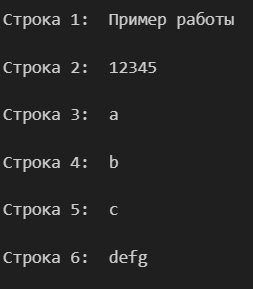 Строка 1:  Пример работы
Строка 2:  12345
Строка 3:  a
Строка 4:  b
Строка 5:  c
Строка 6:  defg